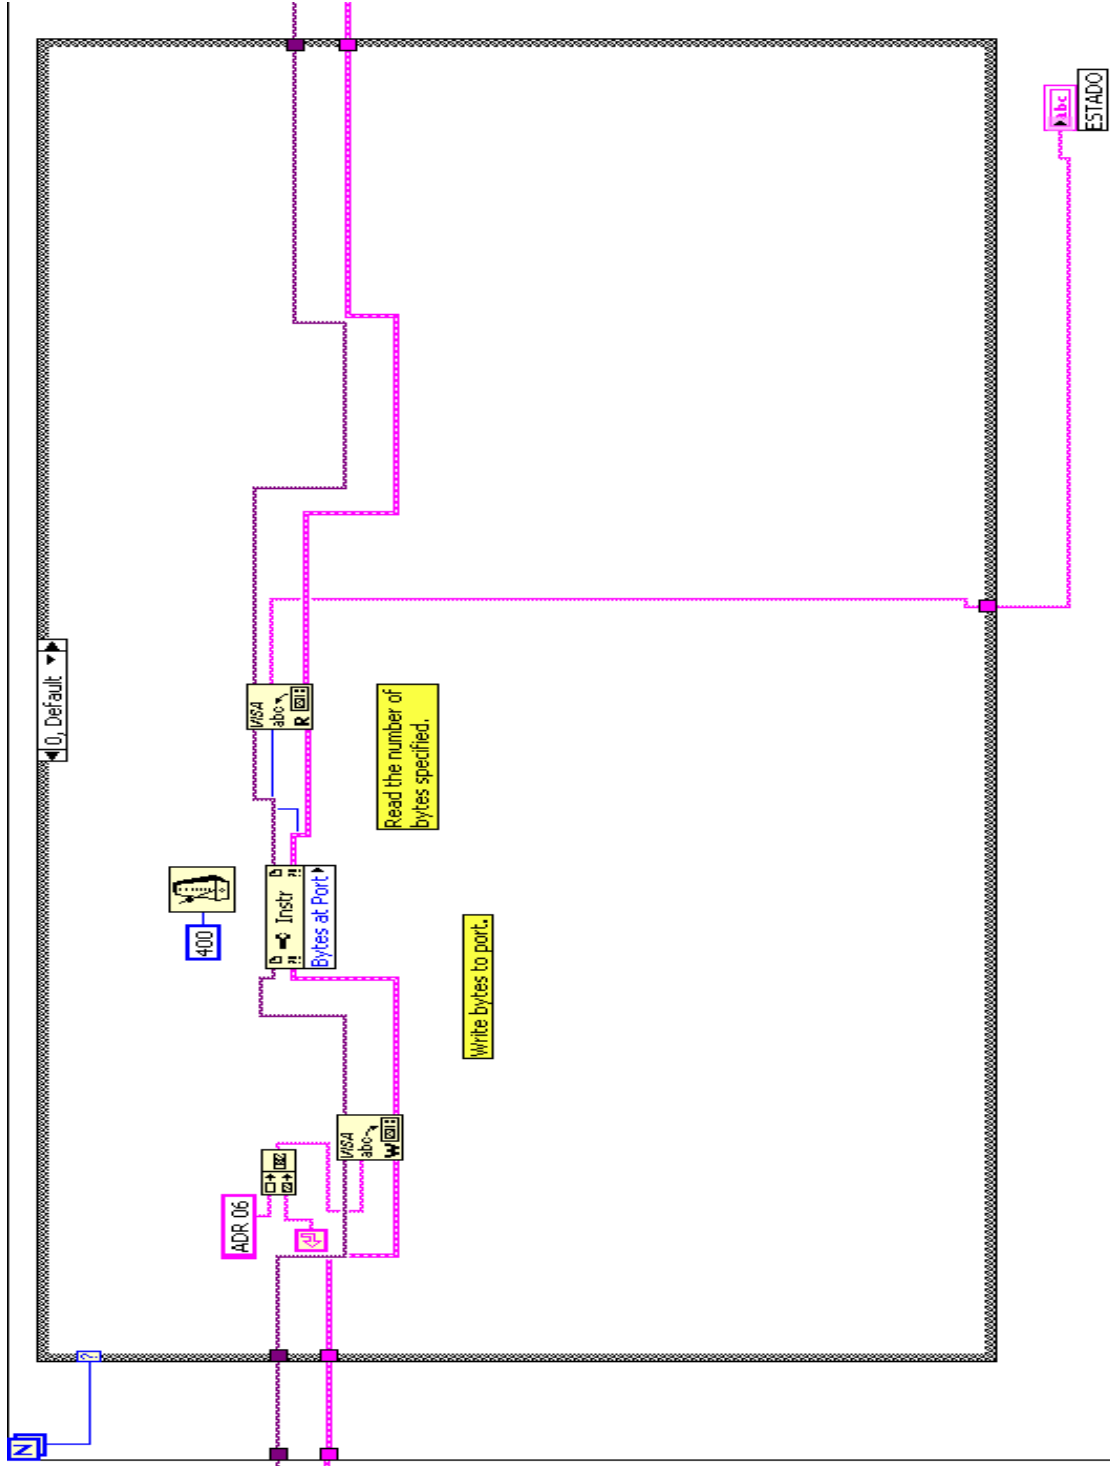 N
?
0, Default
ADR 06
VISA
abc
W
Write bytes to port.
400
Instr
Bytes at Port
VISA
abc
R
Read the number of
bytes specified.
abc
ESTADO